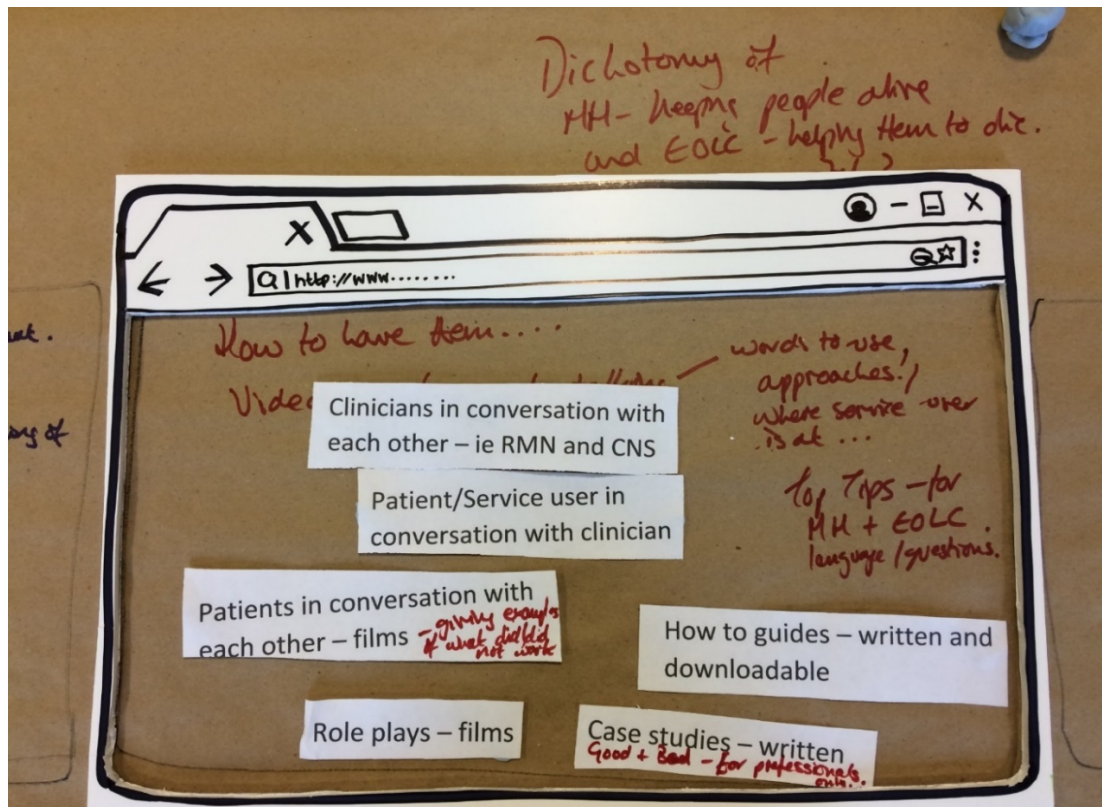 Dichotomy of
MH - keeping people alive
and EOLC - helping them to die.
X
X
http://www........
How to have them....
Video
words to use,
approaches,
where service user
is at ...
Clinicians in conversation with
each other – ie RMN and CNS
Patient/Service user in
conversation with clinician
Top Tips - for
MH + EOLC.
language/questions.
Patients in conversation with
each other – films - giving examples
of what did/did
not work
How to guides – written and
downloadable
Role plays – films
Case studies – written
Good + Bad - for professionals
only.